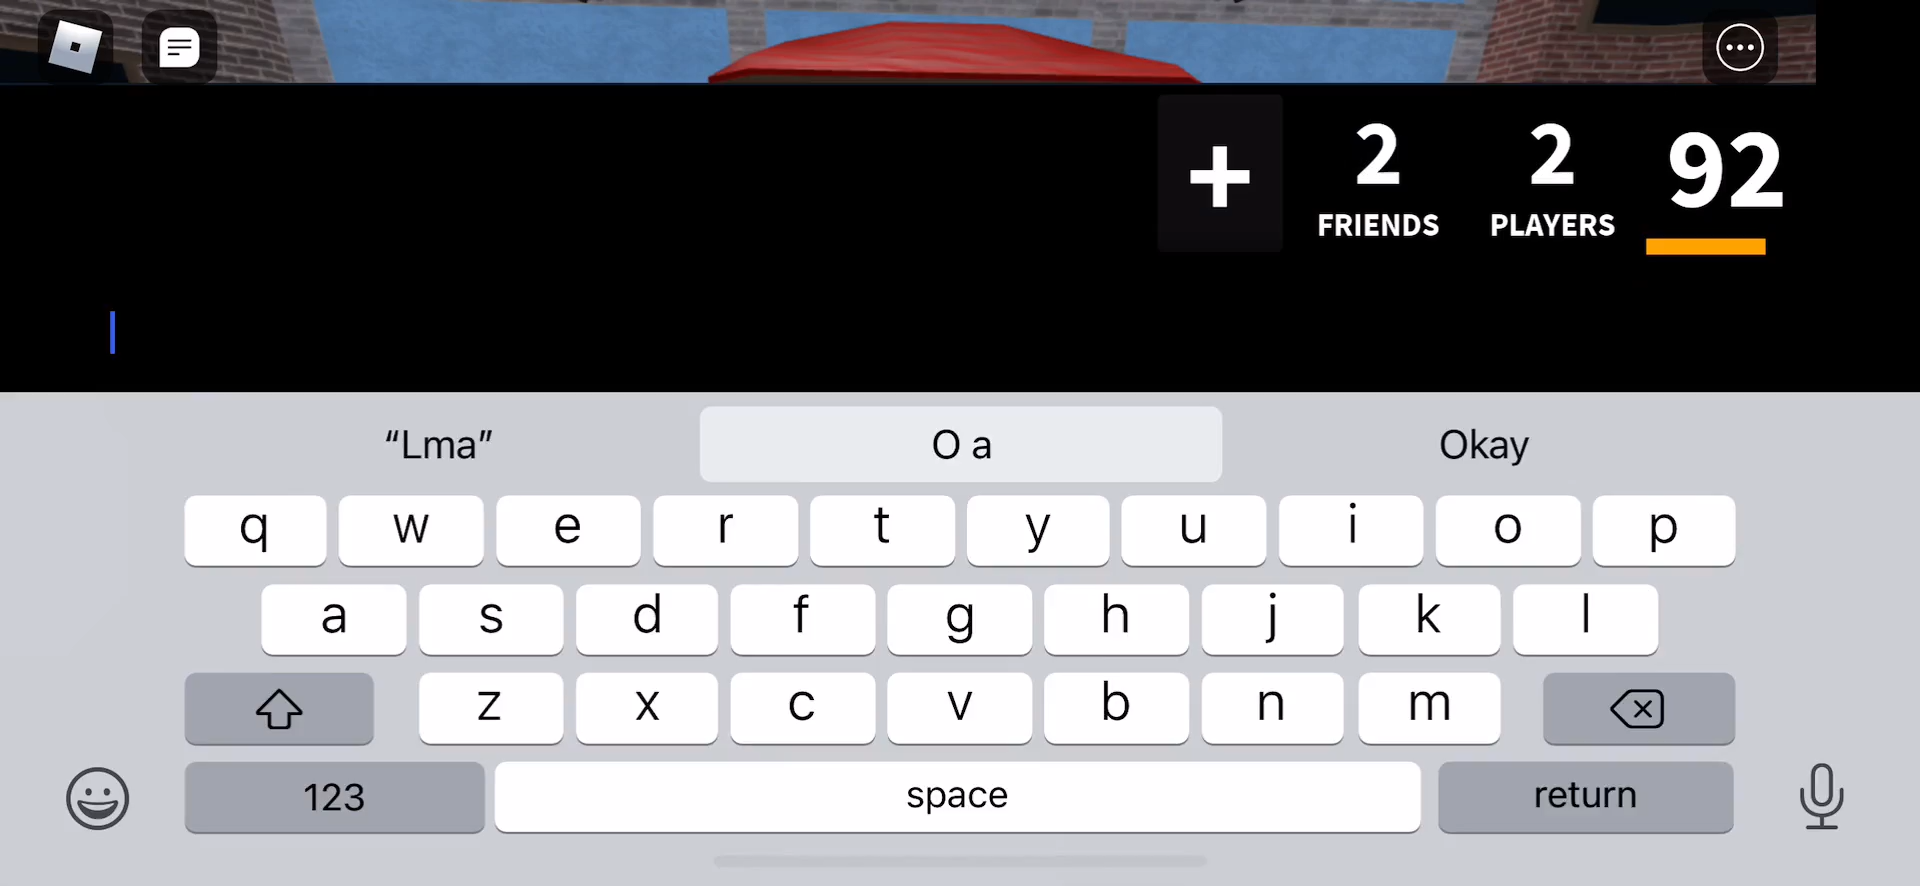 2 2 92
FRIENDS PLAYERS
“Lma” O a Okay
q w e r t y u i o p
a s d f g h j k l
z x c v b n m
123 space return